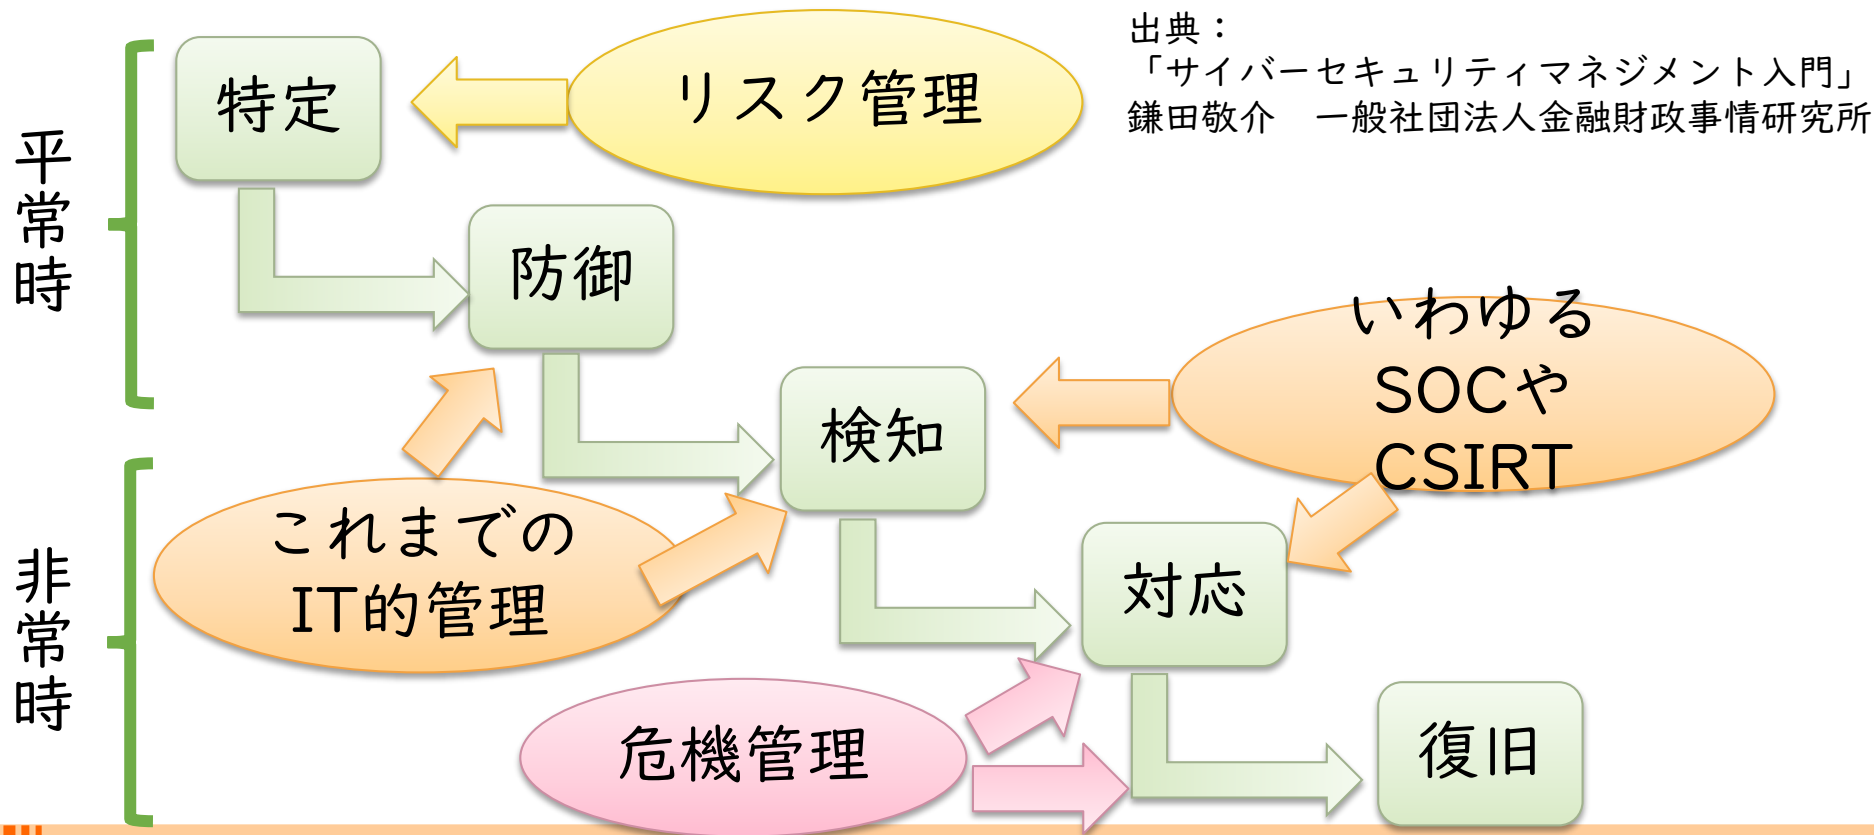 出典：
「サイバーセキュリティマネジメント入門」
鎌田敬介　一般社団法人金融財政事情研究所
平常時
特定
リスク管理
防御
いわゆる
SOCや
CSIRT
検知
非常時
これまでの
IT的管理
対応
危機管理
復旧